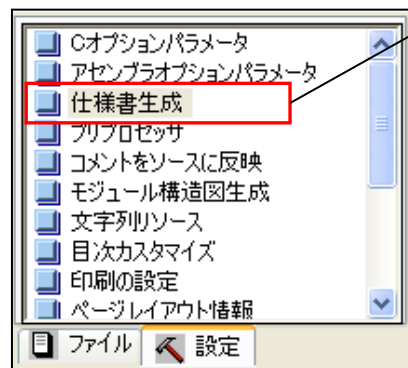 Cオプションパラメータ
アセンブラオプションパラメータ
仕様書生成
プリプロセッサ
コメントをソースに反映
モジュール構造図生成
文字列リソース
目次カスタマイズ
印刷の設定
ページレイアウト情報
ファイル 設定